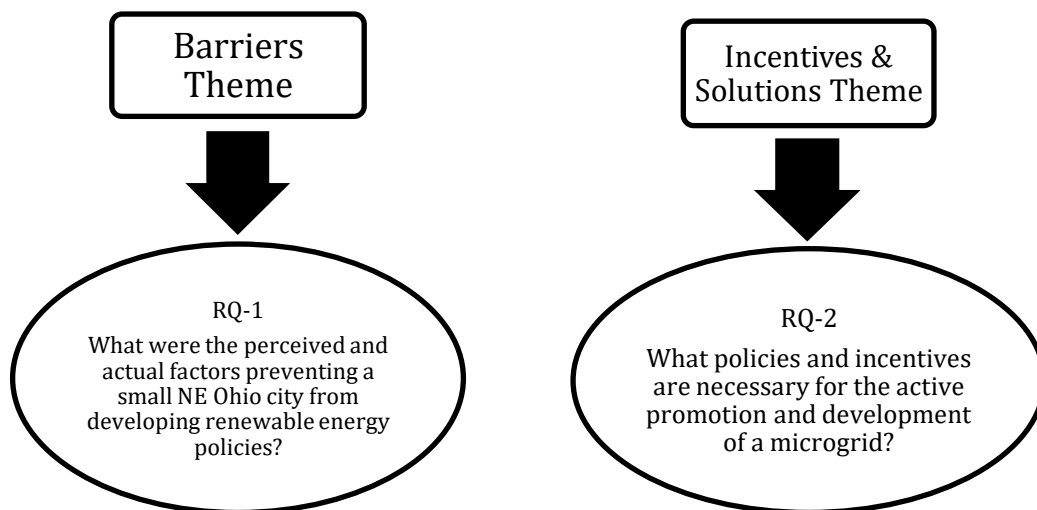 Barriers
Theme
RQ-1
What were the perceived and
actual factors preventing a
small NE Ohio city from
developing renewable energy
policies?
Incentives &
Solutions Theme
RQ-2
What policies and incentives
are necessary for the active
promotion and development
of a microgrid?